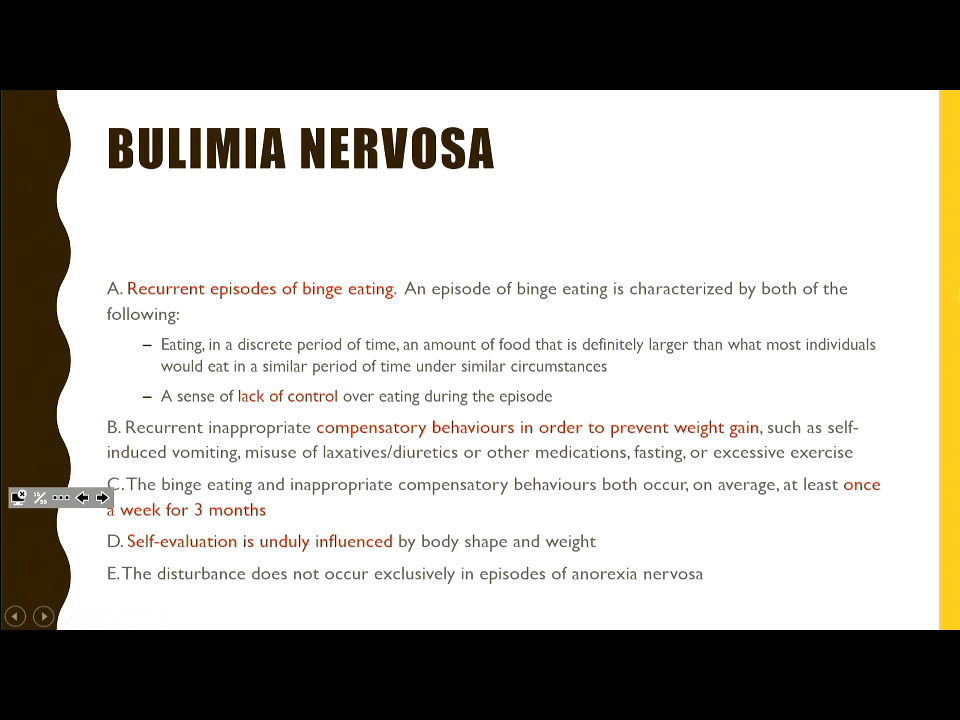 BULIMIA NERVOSA
A. Recurrent episodes of binge eating. An episode of binge eating is characterized by both of the
following:
– Eating, in a discrete period of time, an amount of food that is definitely larger than what most individuals
would eat in a similar period of time under similar circumstances
– A sense of lack of control over eating during the episode
B. Recurrent inappropriate compensatory behaviours in order to prevent weight gain, such as self-
induced vomiting, misuse of laxatives/diuretics or other medications, fasting, or excessive exercise
C. The binge eating and inappropriate compensatory behaviours both occur, on average, at least once
a week for 3 months
D. Self-evaluation is unduly influenced by body shape and weight
E. The disturbance does not occur exclusively in episodes of anorexia nervosa